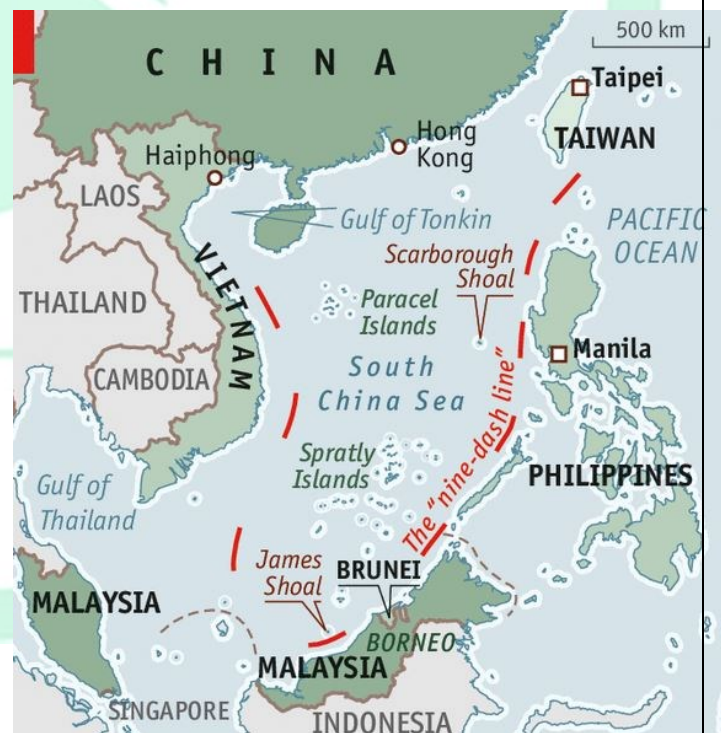 500 km
CHINA
Taipei
Hong
Kong
TAIWAN
Haiphong
LAOS
Gulf of Tonkin
PACIFIC
OCEAN
Scarborough
Shoal
VIETNAM
THAILAND
Paracel
Islands
Manila
CAMBODIA
South
China Sea
The "nine-dash line"
Spratly
Islands
PHILIPPINES
Gulf of
Thailand
James
Shoal
BRUNEI
MALAYSIA
BORNEO
MALAYSIA
SINGAPORE
INDONESIA